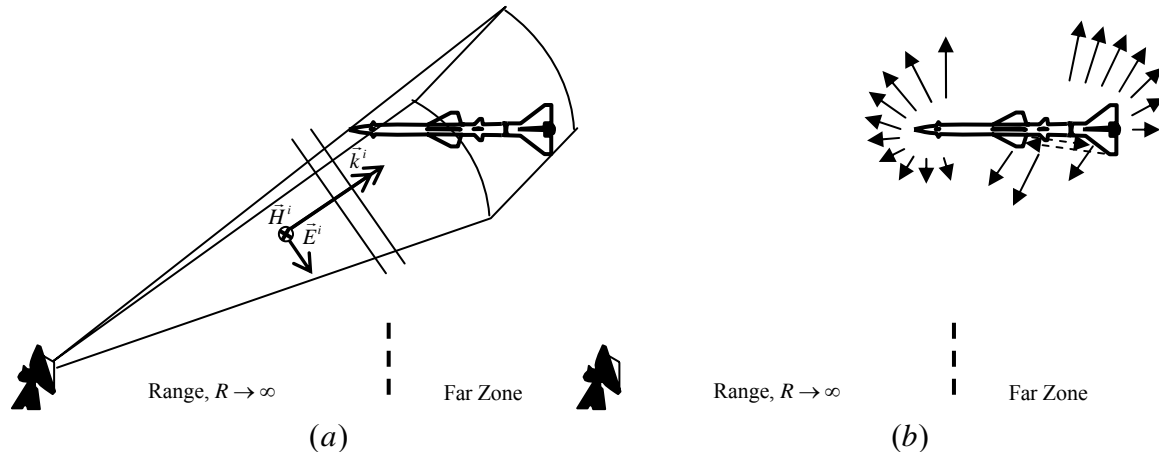 k⃗ⁱ
H⃗ⁱ
E⃗ⁱ
Range, R → ∞
Far Zone
(a)
Range, R → ∞
Far Zone
(b)